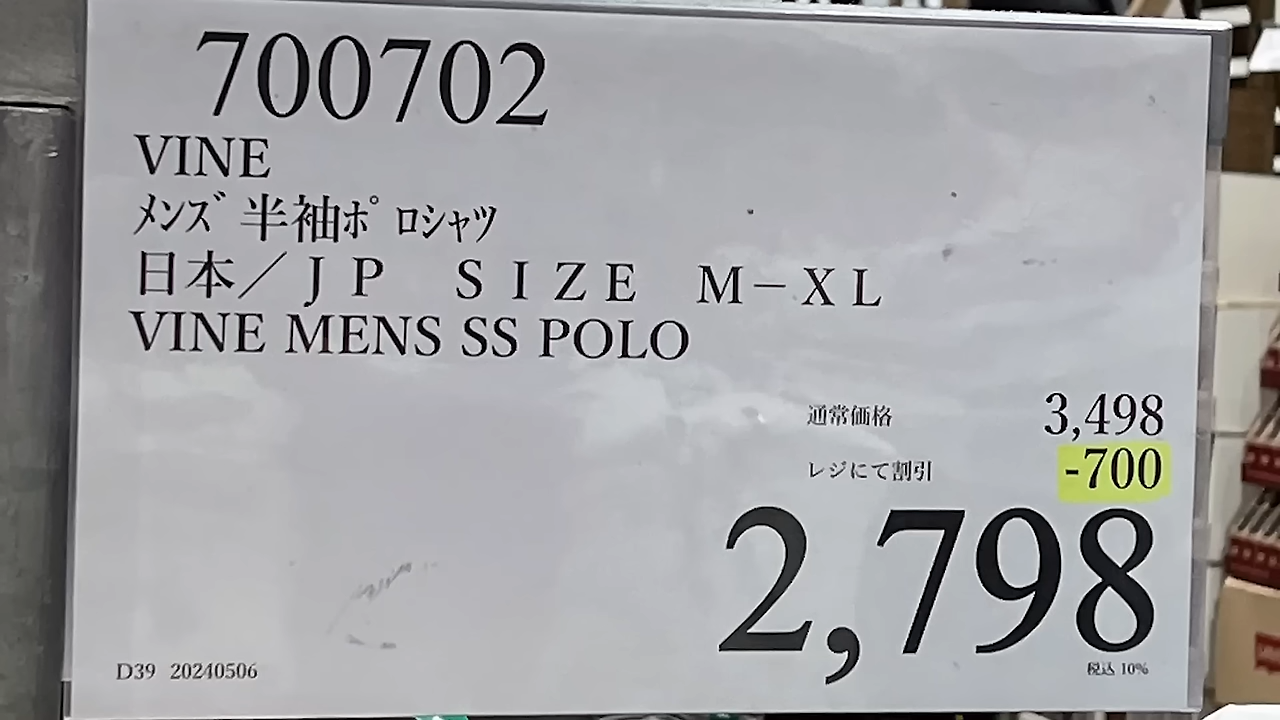 700702
VINE
ﾒﾝｽﾞ 半袖ﾎﾟﾛｼｬﾂ
日本／ＪＰ　ＳＩＺＥ　Ｍ－ＸＬ
VINE MENS SS POLO
通常価格 3,498
レジにて割引 -700
2,798
税込 10%
D39 20240506